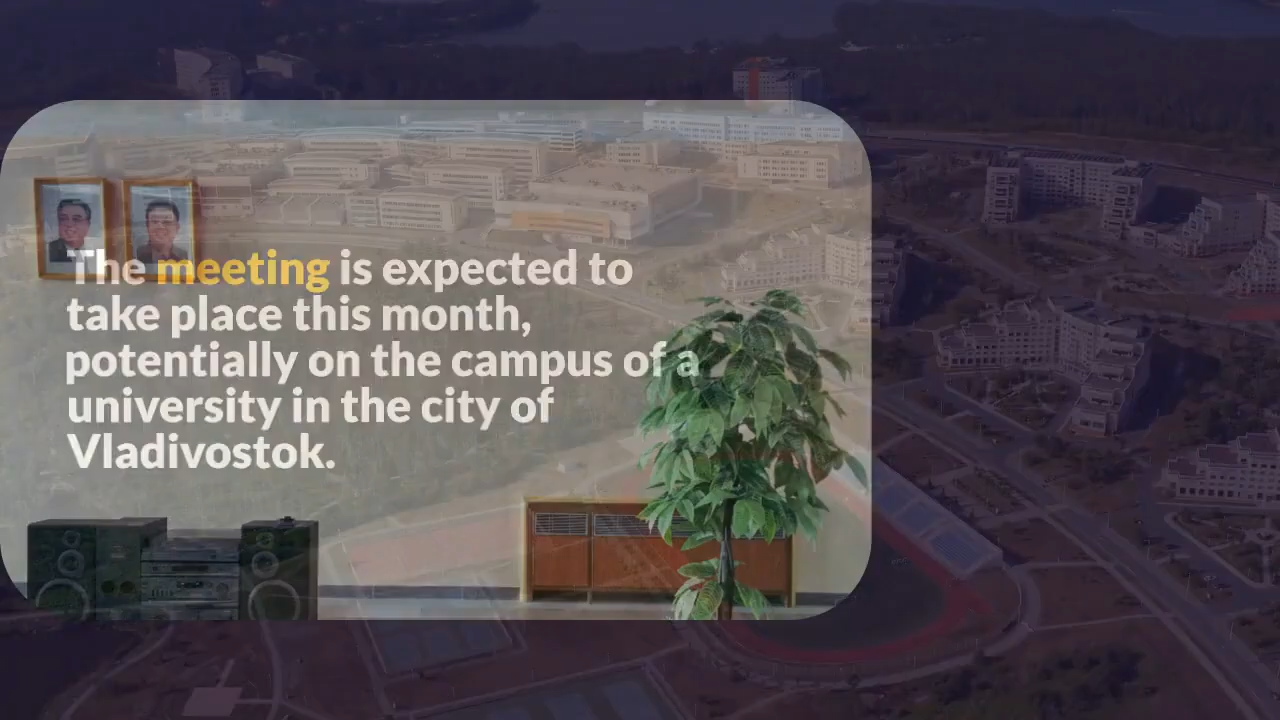 The meeting is expected to
take place this month,
potentially on the campus of a
university in the city of
Vladivostok.